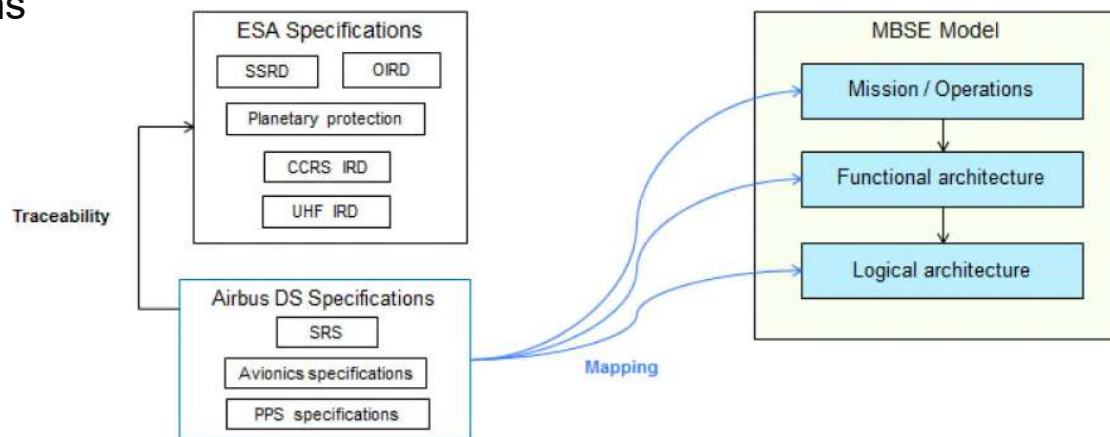 ESA Specifications
SSRD
OIRD
Planetary protection
CCRS IRD
UHF IRD
Traceability
Airbus DS Specifications
SRS
Avionics specifications
PPS specifications
Mapping
MBSE Model
Mission / Operations
Functional architecture
Logical architecture